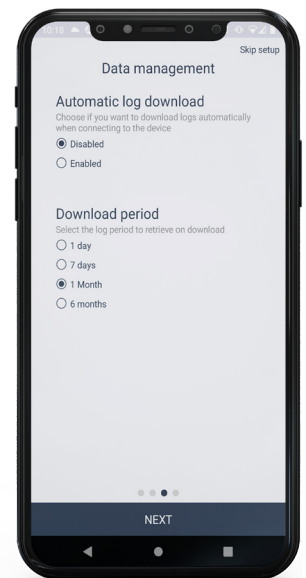 10:18
Skip setup
Data management
Automatic log download
Choose if you want to download logs automatically
when connecting to the device
Disabled
Enabled
Download period
Select the log period to retrieve on download
1 day
7 days
1 Month
6 months
NEXT